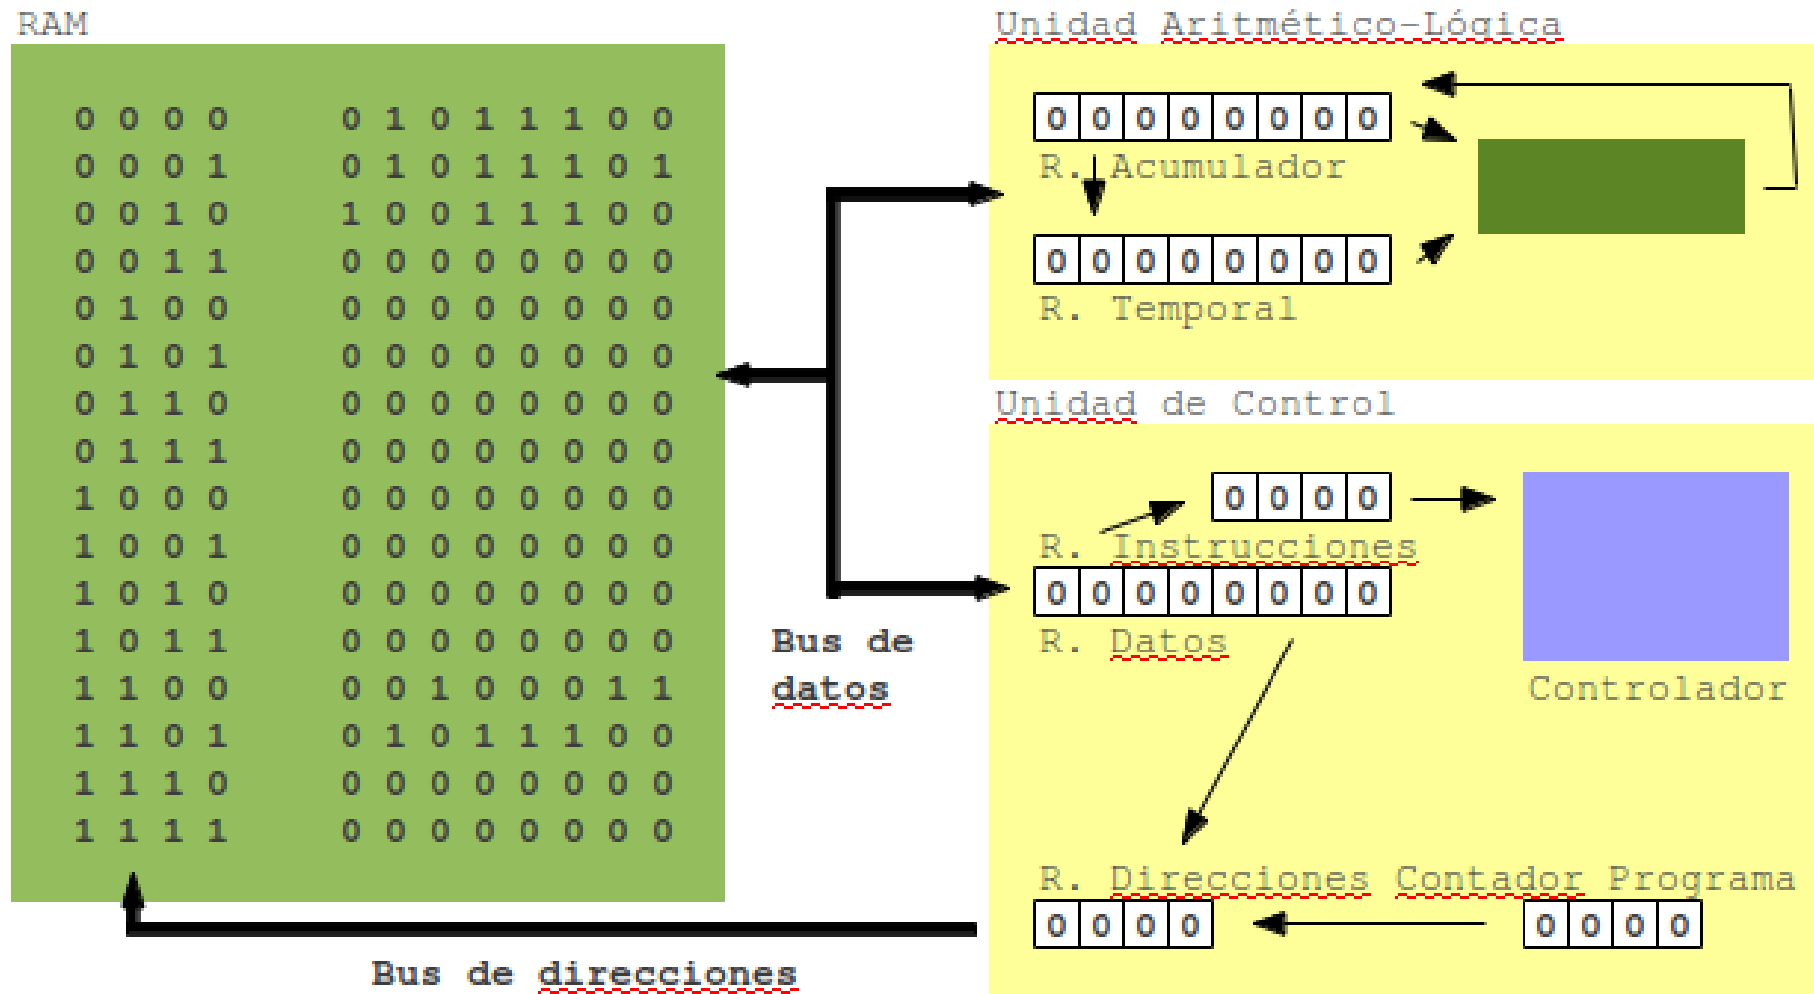 RAM
0 0 0 0 0 1 0 1 1 1 0 0
0 0 0 1 0 1 0 1 1 1 0 1
0 0 1 0 1 0 0 1 1 1 0 0
0 0 1 1 0 0 0 0 0 0 0 0
0 1 0 0 0 0 0 0 0 0 0 0
0 1 0 1 0 0 0 0 0 0 0 0
0 1 1 0 0 0 0 0 0 0 0 0
0 1 1 1 0 0 0 0 0 0 0 0
1 0 0 0 0 0 0 0 0 0 0 0
1 0 0 1 0 0 0 0 0 0 0 0
1 0 1 0 0 0 0 0 0 0 0 0
1 0 1 1 0 0 0 0 0 0 0 0
1 1 0 0 0 0 1 0 0 0 1 1
1 1 0 1 0 1 0 1 1 1 0 0
1 1 1 0 0 0 0 0 0 0 0 0
1 1 1 1 0 0 0 0 0 0 0 0
Bus de
datos
Bus de direcciones
Unidad Aritmético-Lógica
0 0 0 0 0 0 0 0
R. Acumulador
0 0 0 0 0 0 0 0
R. Temporal
Unidad de Control
0 0 0 0
R. Instrucciones
0 0 0 0 0 0 0 0
R. Datos
Controlador
R. Direcciones Contador Programa
0 0 0 0 0 0 0 0